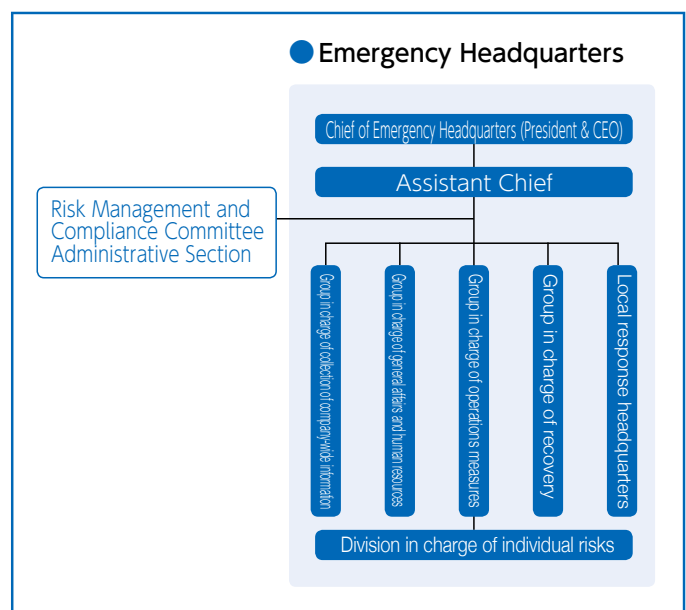 Emergency Headquarters
Chief of Emergency Headquarters (President & CEO)
Assistant Chief
Risk Management and
Compliance Committee
Administrative Section
Group in charge of collection of company-wide information
Group in charge of general affairs and human resources
Group in charge of operations measures
Group in charge of recovery
Local response headquarters
Division in charge of individual risks